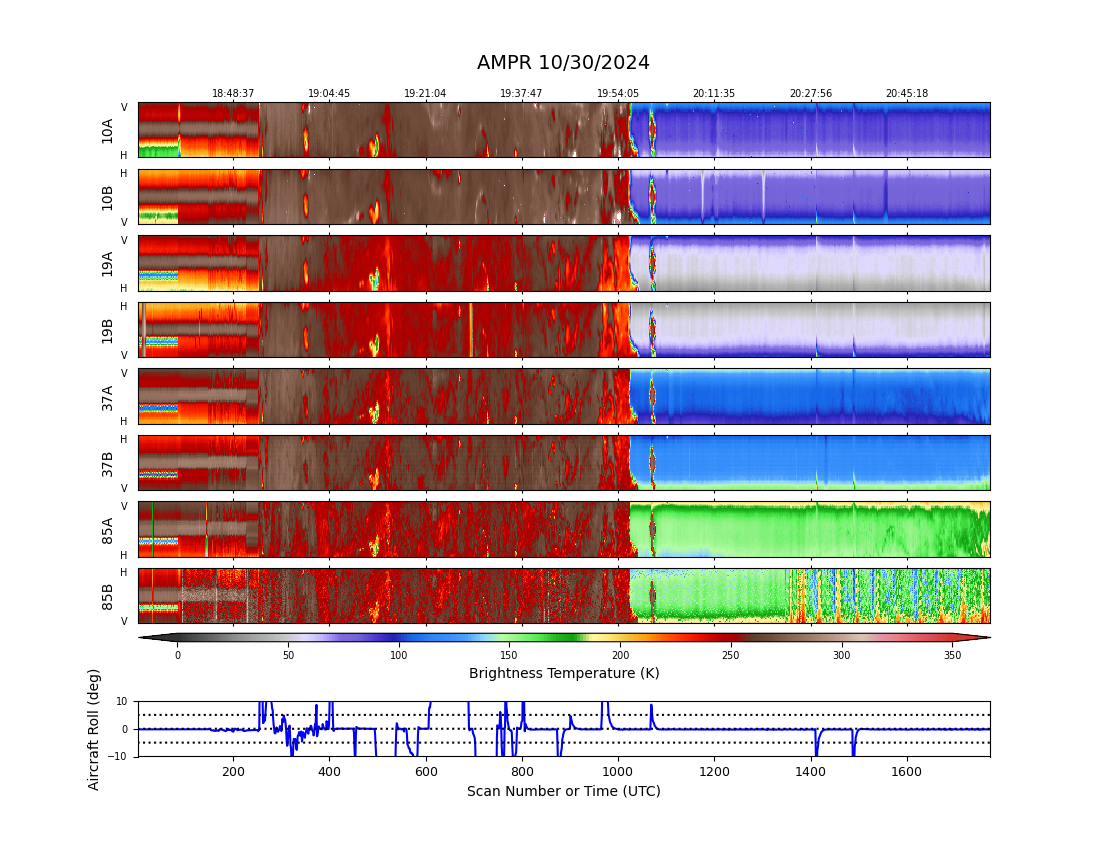 AMPR 10/30/2024
18:48:37 19:04:45 19:21:04 19:37:47 19:54:05 20:11:35 20:27:56 20:45:18
V
10A
H
H
10B
V
V
19A
H
H
19B
V
V
37A
H
H
37B
V
V
85A
H
H
85B
V
0 50 100 150 200 250 300 350
Brightness Temperature (K)
Aircraft Roll (deg)
10
0
−10
200 400 600 800 1000 1200 1400 1600
Scan Number or Time (UTC)